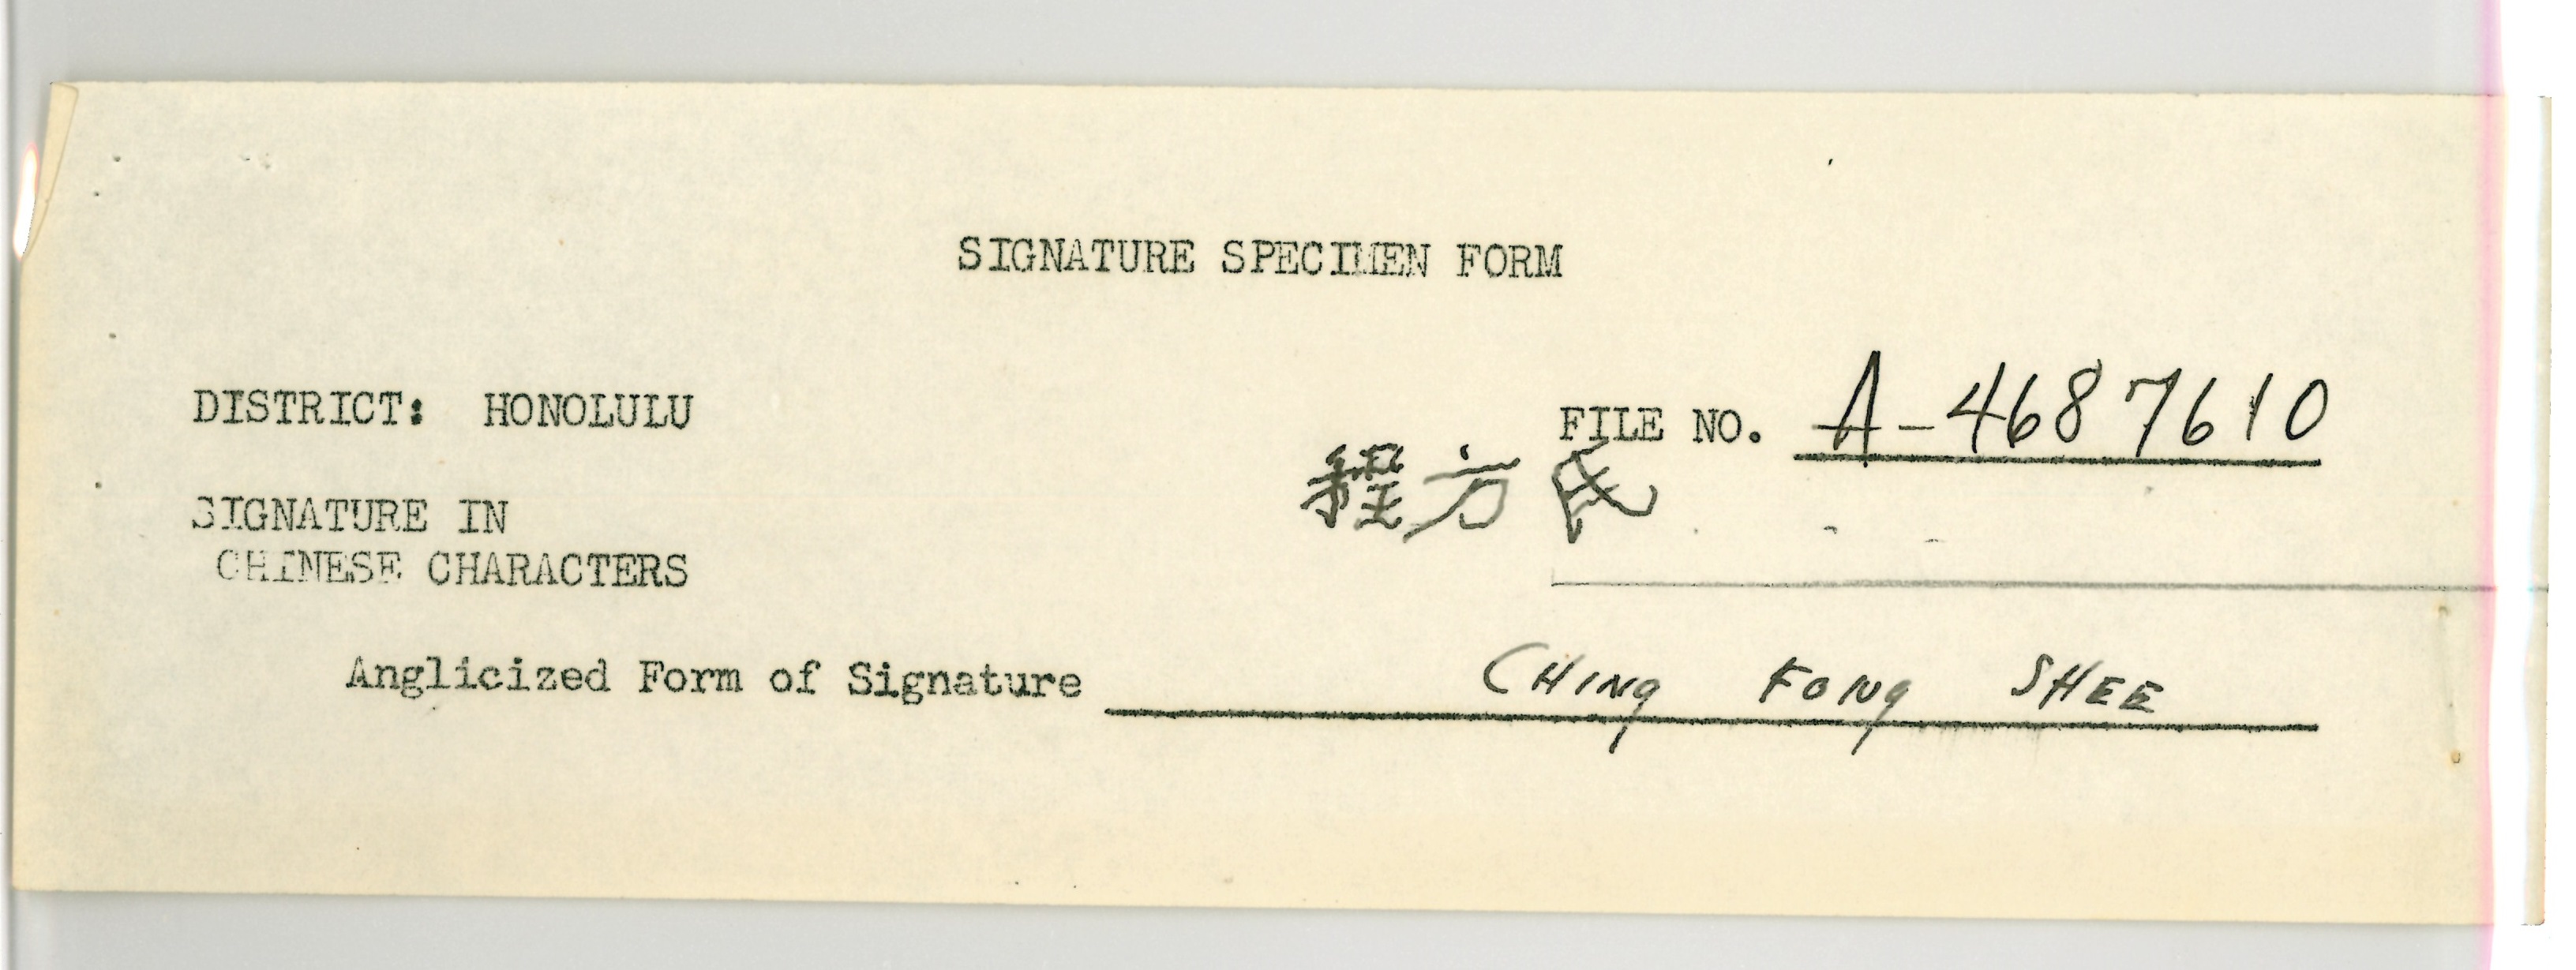 SIGNATURE SPECIMEN FORM
DISTRICT: HONOLULU
FILE NO. A-4687610
SIGNATURE IN
CHINESE CHARACTERS
程方氏
Anglicized Form of Signature CHING FONG SHEE